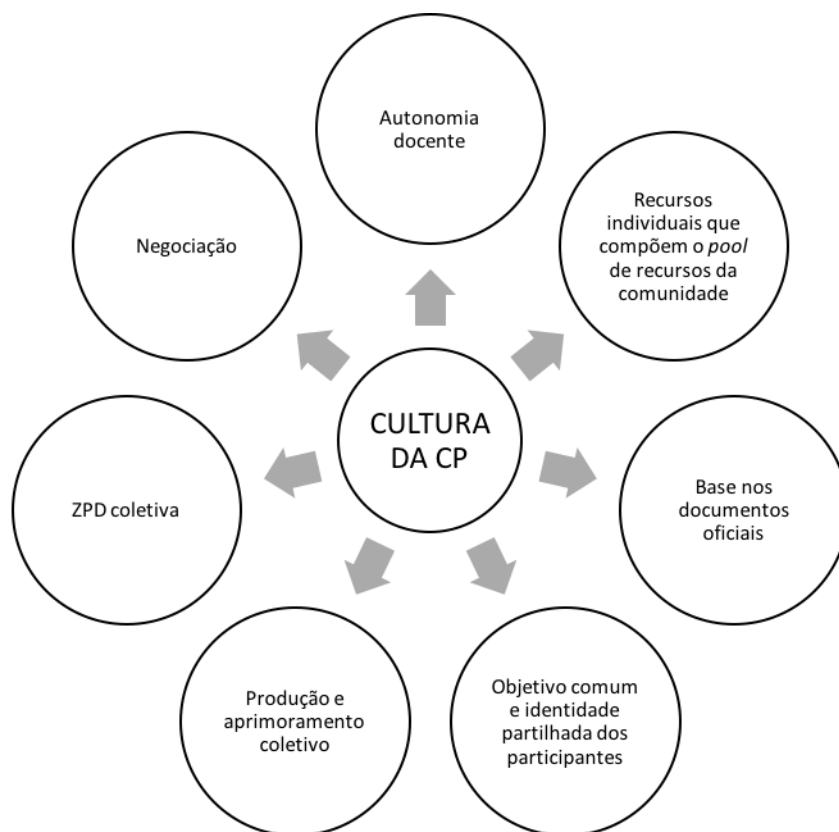 Autonomia
docente
Recursos
individuais que
compõem o pool
de recursos da
comunidade
Base nos
documentos
oficiais
Objetivo comum
e identidade
partilhada dos
participantes
Produção e
aprimoramento
coletivo
ZPD coletiva
Negociação
CULTURA
DA CP